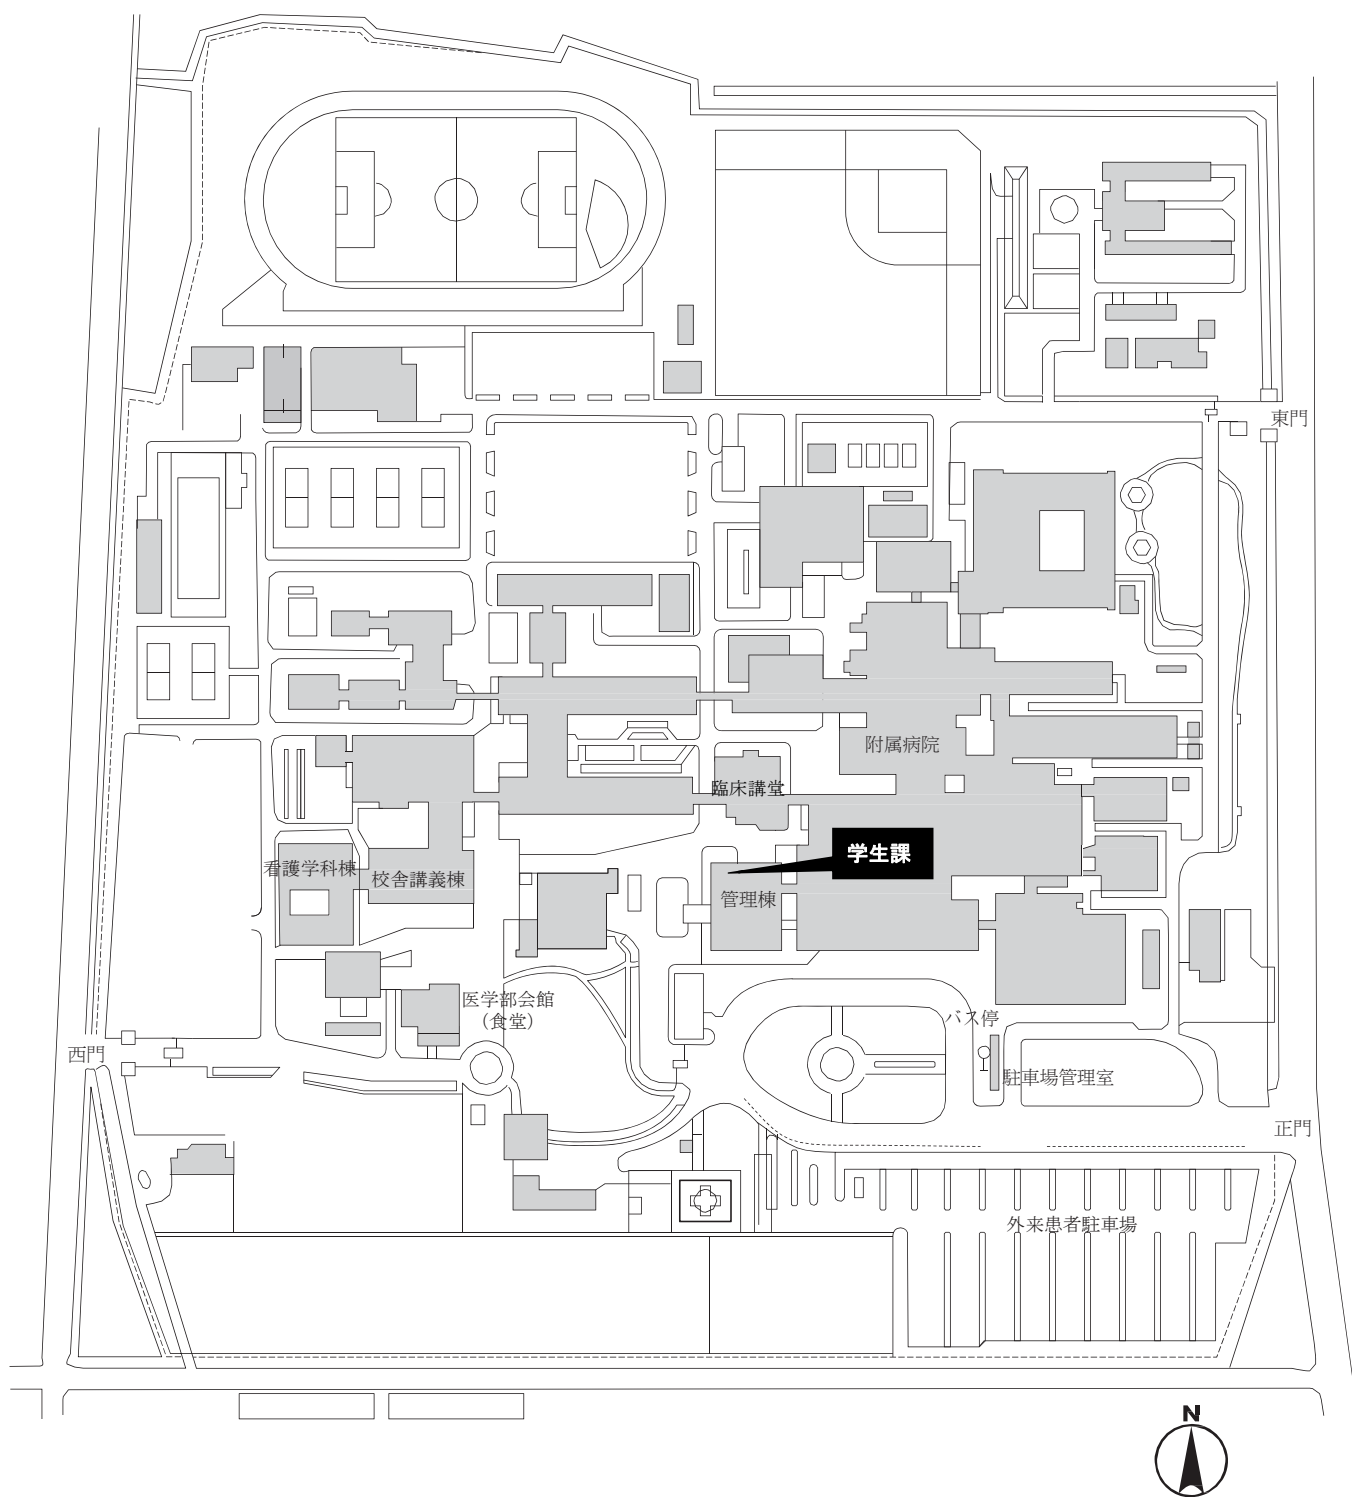 東門
附属病院
臨床講堂
学生課
看護学科棟
校舎講義棟
管理棟
医学部会館
（食堂）
バス停
西門
駐車場管理室
正門
外来患者駐車場
N